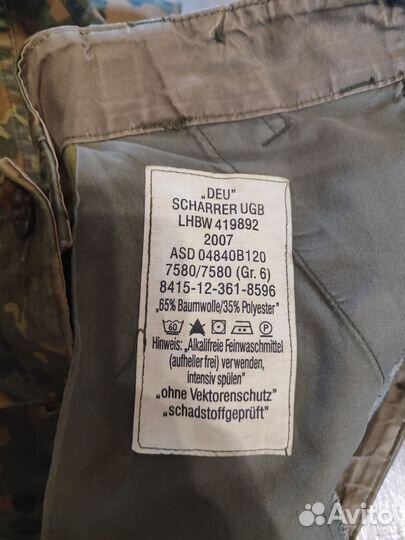 „DEU"
SCHARRER UGB
LHBW 419892
2007
ASD 04840B120
7580/7580 (Gr. 6)
8415-12-361-8596
„65% Baumwolle/35% Polyester"
60 P
Hinweis: „Alkalifreie Feinwaschmittel
(aufheller frei) verwenden,
intensiv spülen"
„ohne Vektorenschutz"
„schadstoffgeprüft"
Avito